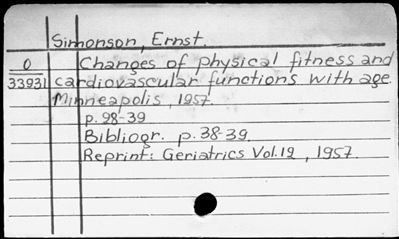 Simonson, Ernst.
O Changes of physical fitness and
33931 cardiovascular functions with age.
Minneapolis, 1957.
p. 28-39
Bibliogr. p. 38-39.
Reprint: Geriatrics Vol. 12, 1957.